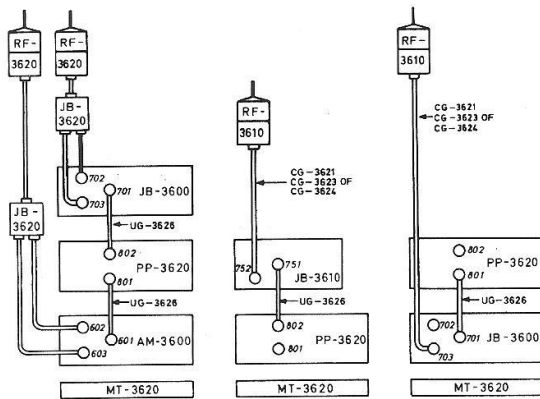 RF-
3620
RF-
3620
JB-
3620
702
701
JB-3600
703
UG-3626
JB-
3620
802
PP-3620
801
UG-3626
602
601
AM-3600
603
MT-3620
RF-
3610
CG-3621
CG-3623 OF
CG-3624
751
752
JB-3610
UG-3626
802
801
PP-3620
MT-3620
RF-
3610
CG-3621
CG-3623 OF
CG-3624
802
PP-3620
801
UG-3626
702
701
JB-3600
703
MT-3620